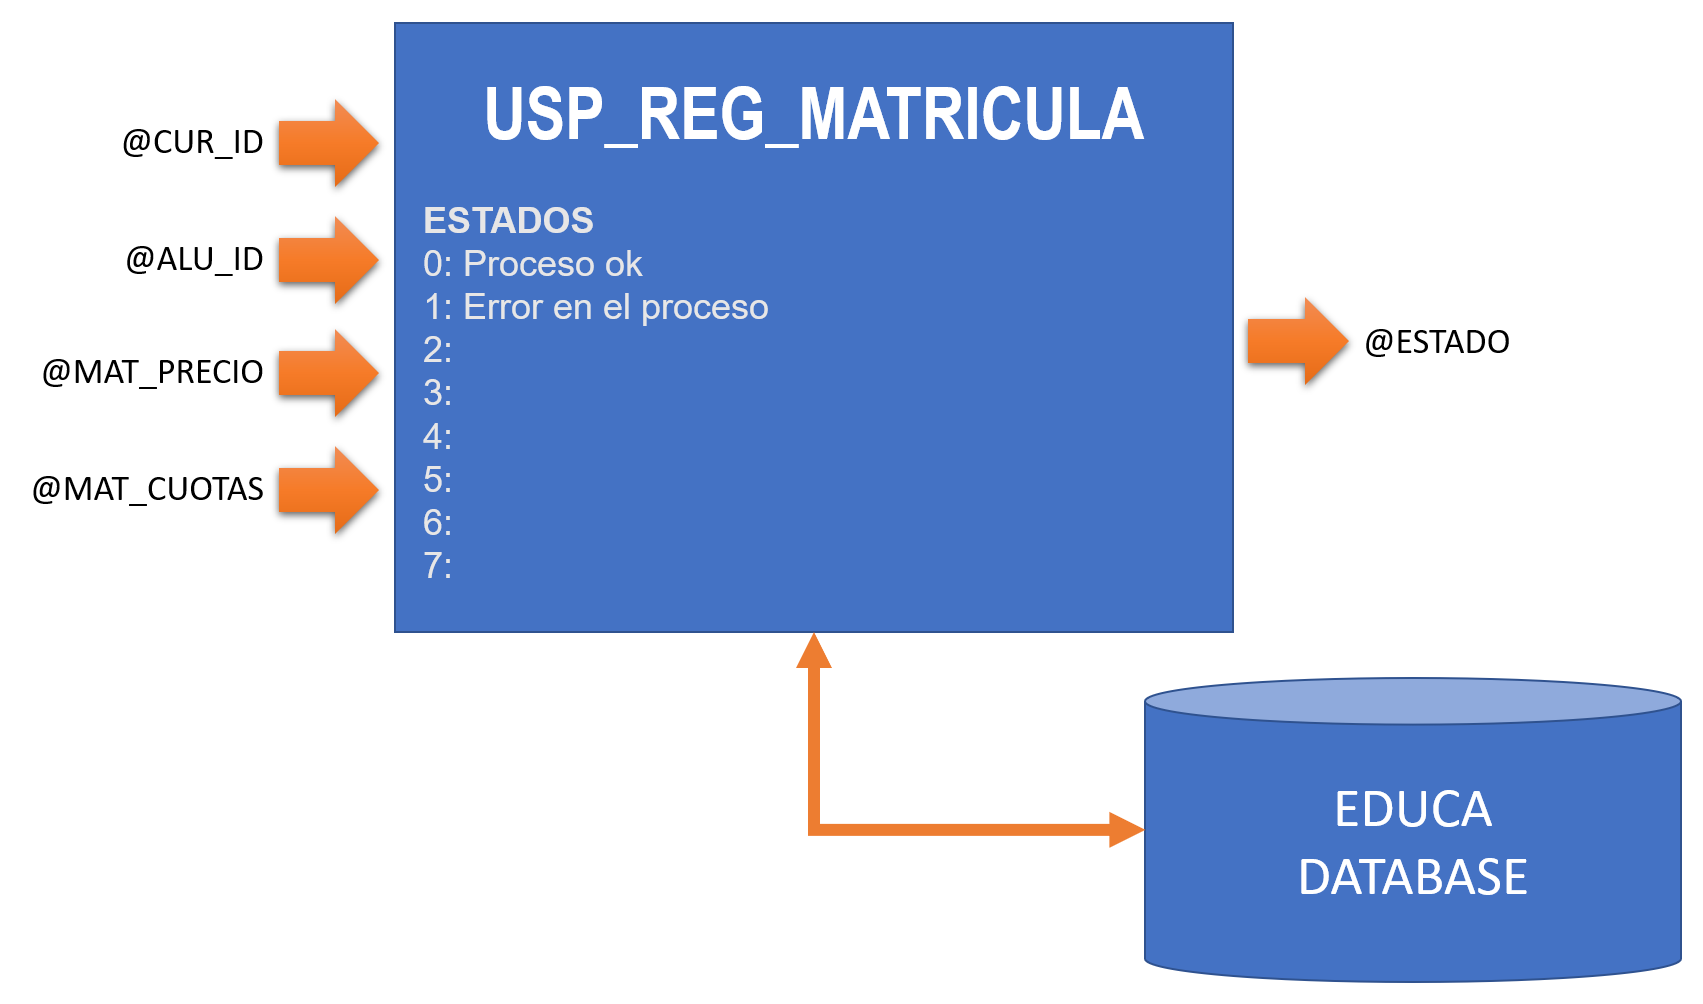 USP_REG_MATRICULA
@CUR_ID
@ALU_ID
@MAT_PRECIO
@MAT_CUOTAS
ESTADOS
0: Proceso ok
1: Error en el proceso
2:
3:
4:
5:
6:
7:
@ESTADO
EDUCA
DATABASE